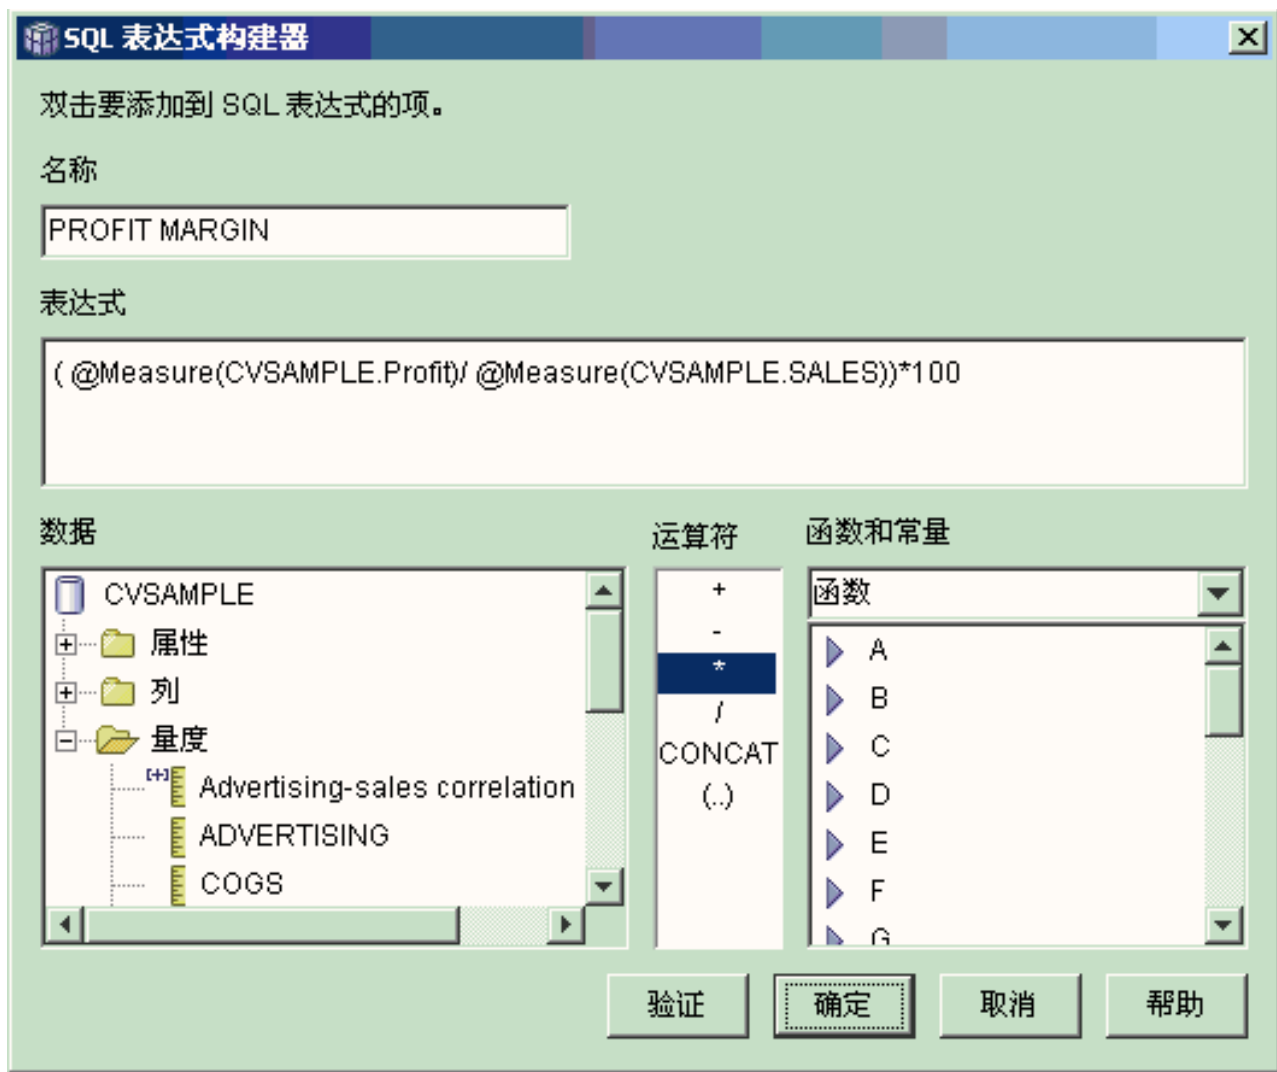 SQL 表达式构建器
双击要添加到 SQL 表达式的项。
名称
PROFIT MARGIN
表达式
( @Measure(CVSAMPLE.Profit)/ @Measure(CVSAMPLE.SALES))*100
数据
CVSAMPLE
属性
列
量度
Advertising-sales correlation
ADVERTISING
COGS
运算符
+
-
*
/
CONCAT
(..)
函数和常量
函数
A
B
C
D
E
F
G
验证 确定 取消 帮助